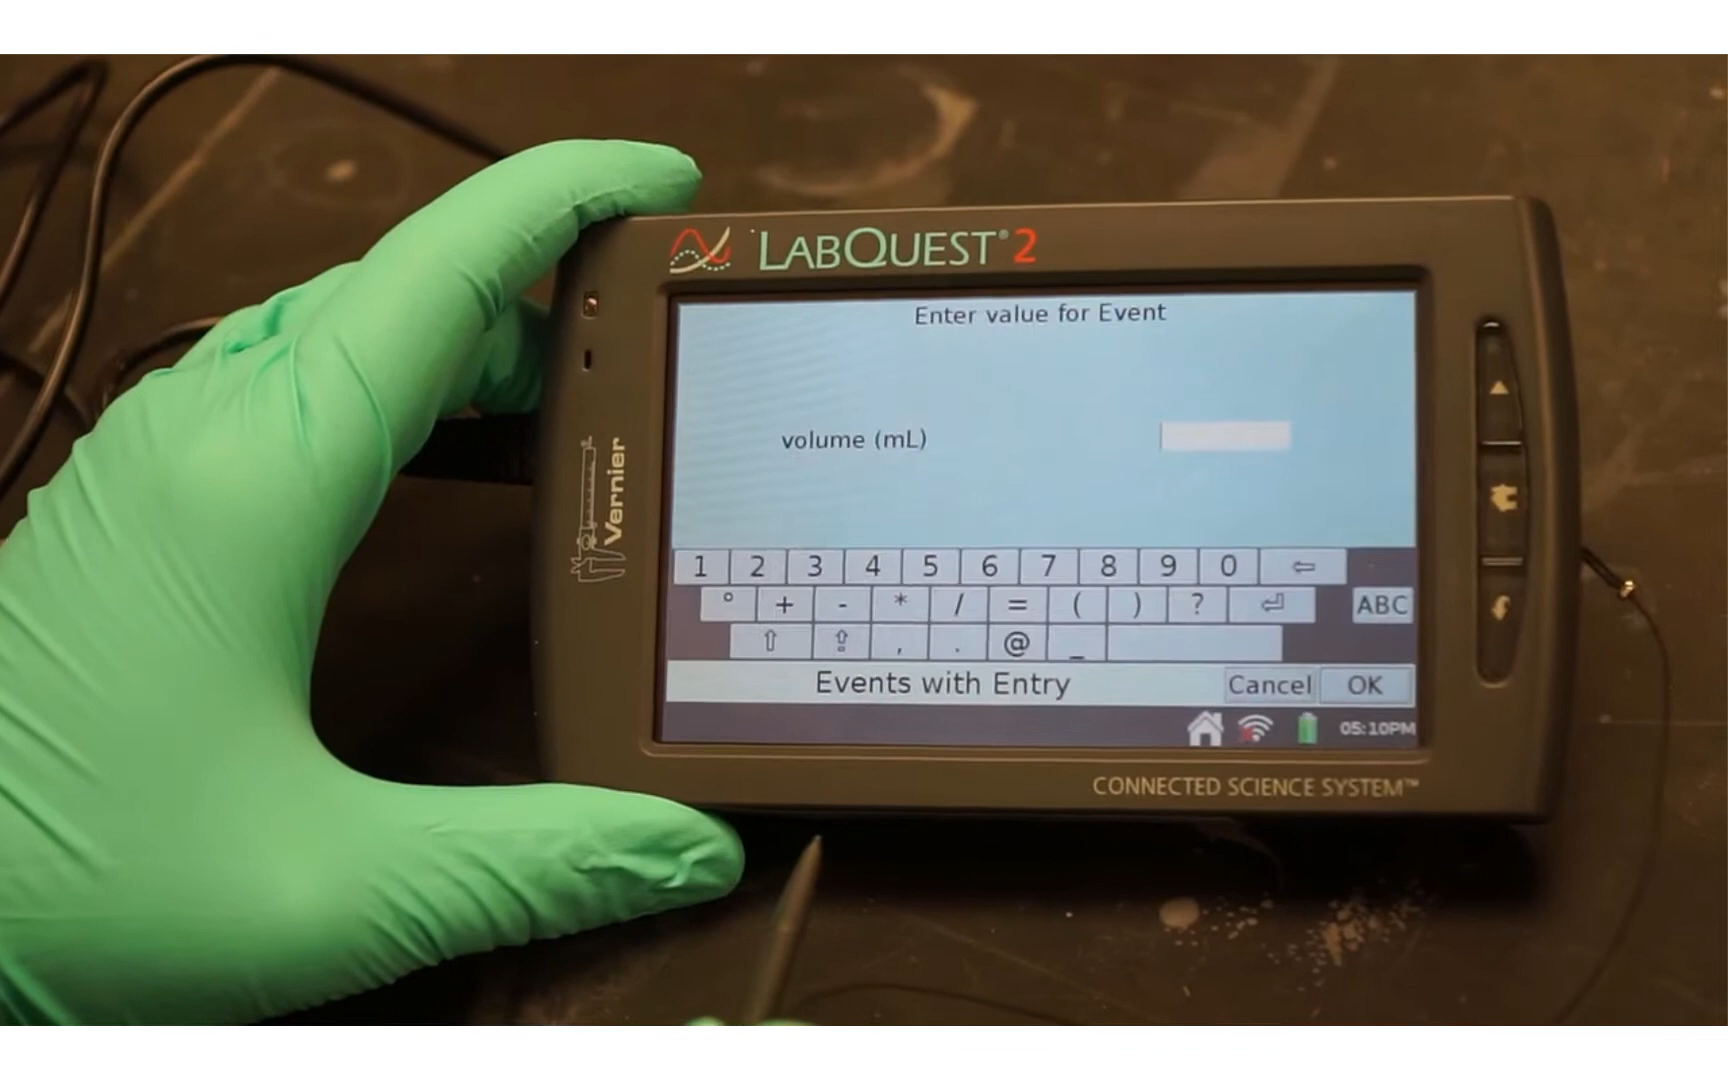 LABQUEST® 2
Enter value for Event
volume (mL)
1 2 3 4 5 6 7 8 9 0 ⇦
° + - * / = ( ) ? ⏎ ABC
⇧ ⇪ , . @ _
Events with Entry Cancel OK
05:10PM
Vernier
CONNECTED SCIENCE SYSTEM™